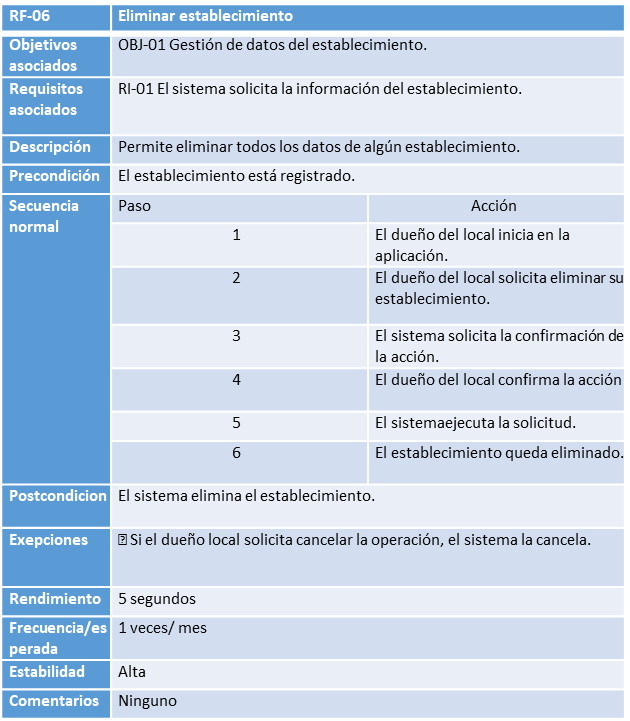 RF-06 Eliminar establecimiento
Objetivos asociados OBJ-01 Gestión de datos del establecimiento.
Requisitos asociados RI-01 El sistema solicita la información del establecimiento.
Descripción Permite eliminar todos los datos de algún establecimiento.
Precondición El establecimiento está registrado.
Secuencia normal Paso Acción
1 El dueño del local inicia en la aplicación.
2 El dueño del local solicita eliminar su establecimiento.
3 El sistema solicita la confirmación de la acción.
4 El dueño del local confirma la acción
5 El sistemaejecuta la solicitud.
6 El establecimiento queda eliminado.
Postcondicion El sistema elimina el establecimiento.
Exepciones Si el dueño local solicita cancelar la operación, el sistema la cancela.
Rendimiento 5 segundos
Frecuencia/esperada 1 veces/ mes
Estabilidad Alta
Comentarios Ninguno